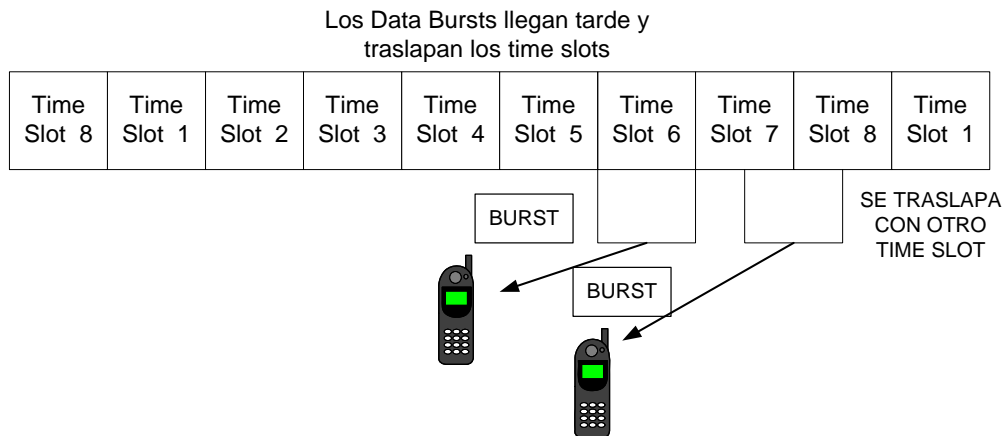 Los Data Bursts llegan tarde y
traslapan los time slots
Time Slot 8
Time Slot 1
Time Slot 2
Time Slot 3
Time Slot 4
Time Slot 5
Time Slot 6
Time Slot 7
Time Slot 8
Time Slot 1
BURST
SE TRASLAPA
CON OTRO
TIME SLOT
BURST